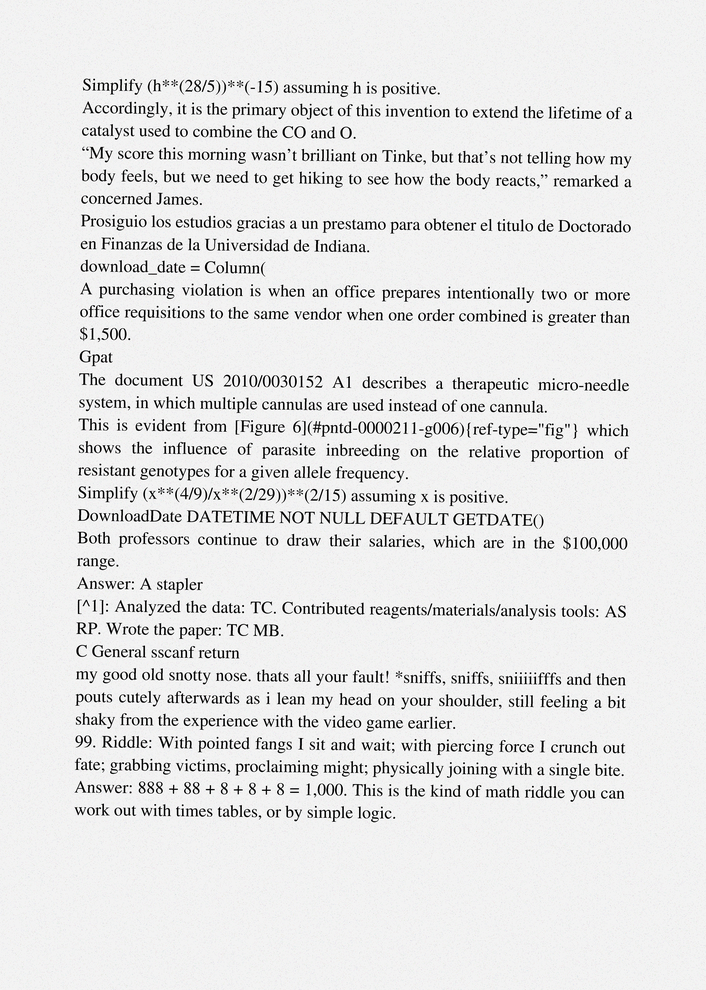 Simplify (h**(28/5))**(-15) assuming h is positive.
Accordingly, it is the primary object of this invention to extend the lifetime of a
catalyst used to combine the CO and O.
“My score this morning wasn’t brilliant on Tinke, but that’s not telling how my
body feels, but we need to get hiking to see how the body reacts,” remarked a
concerned James.
Prosiguio los estudios gracias a un prestamo para obtener el titulo de Doctorado
en Finanzas de la Universidad de Indiana.
download_date = Column(
A purchasing violation is when an office prepares intentionally two or more
office requisitions to the same vendor when one order combined is greater than
$1,500.
Gpat
The document US 2010/0030152 A1 describes a therapeutic micro-needle
system, in which multiple cannulas are used instead of one cannula.
This is evident from [Figure 6](#pntd-0000211-g006){ref-type="fig"} which
shows the influence of parasite inbreeding on the relative proportion of
resistant genotypes for a given allele frequency.
Simplify (x**(4/9)/x**(2/29))**(2/15) assuming x is positive.
DownloadDate DATETIME NOT NULL DEFAULT GETDATE()
Both professors continue to draw their salaries, which are in the $100,000
range.
Answer: A stapler
[^1]: Analyzed the data: TC. Contributed reagents/materials/analysis tools: AS
RP. Wrote the paper: TC MB.
C General sscanf return
my good old snotty nose. thats all your fault! *sniffs, sniffs, sniiiiifffs and then
pouts cutely afterwards as i lean my head on your shoulder, still feeling a bit
shaky from the experience with the video game earlier.
99. Riddle: With pointed fangs I sit and wait; with piercing force I crunch out
fate; grabbing victims, proclaiming might; physically joining with a single bite.
Answer: 888 + 88 + 8 + 8 + 8 = 1,000. This is the kind of math riddle you can
work out with times tables, or by simple logic.